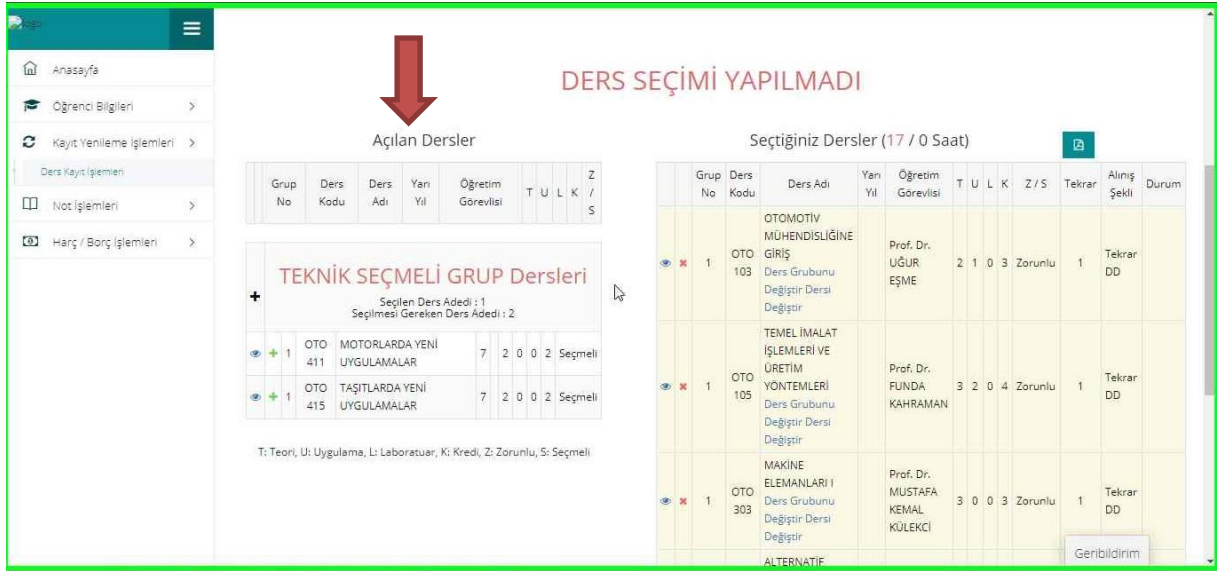 logo
Anasayfa
Öğrenci Bilgileri
Kayıt Yenileme İşlemleri
Ders Kayıt İşlemleri
Not İşlemleri
Harç / Borç İşlemleri
DERS SEÇİMİ YAPILMADI
Açılan Dersler
Grup No Ders Kodu Ders Adı Yarı Yıl Öğretim Görevlisi T U L K Z / S
TEKNİK SEÇMELİ GRUP Dersleri
Seçilen Ders Adedi : 1
Seçilmesi Gereken Ders Adedi : 2
1 OTO 411 MOTORLARDA YENİ UYGULAMALAR 7 2 0 0 2 Seçmeli
1 OTO 415 TAŞITLARDA YENİ UYGULAMALAR 7 2 0 0 2 Seçmeli
T: Teori, U: Uygulama, L: Laboratuar, K: Kredi, Z: Zorunlu, S: Seçmeli
Seçtiğiniz Dersler (17 / 0 Saat)
Grup No Ders Kodu Ders Adı Yarı Yıl Öğretim Görevlisi T U L K Z / S Tekrar Alınış Şekli Durum
1 OTO 103 OTOMOTİV MÜHENDİSLİĞİNE GİRİŞ Ders Grubunu Değiştir Dersi Değiştir Prof. Dr. UĞUR EŞME 2 1 0 3 Zorunlu 1 Tekrar DD
1 OTO 105 TEMEL İMALAT İŞLEMLERİ VE ÜRETİM YÖNTEMLERİ Ders Grubunu Değiştir Dersi Değiştir Prof. Dr. FUNDA KAHRAMAN 3 2 0 4 Zorunlu 1 Tekrar DD
1 OTO 303 MAKİNE ELEMANLARI I Ders Grubunu Değiştir Dersi Değiştir Prof. Dr. MUSTAFA KEMAL KÜLEKCİ 3 0 0 3 Zorunlu 1 Tekrar DD
ALTERNATİF
Geribildirim